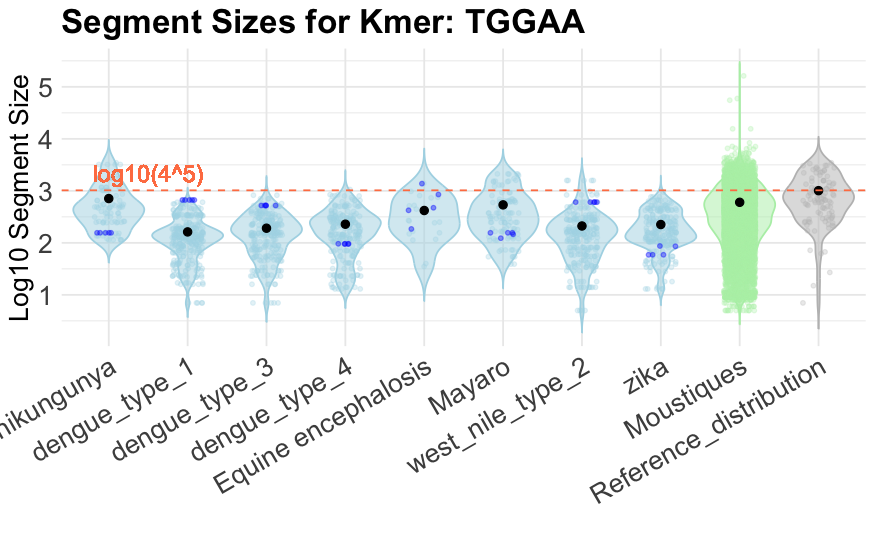 Segment Sizes for Kmer: TGGAA
Log10 Segment Size
5
4
3
2
1
log10(4^5)
hikungunya
dengue_type_1
dengue_type_3
dengue_type_4
Equine encephalosis
Mayaro
west_nile_type_2
zika
Moustiques
Reference_distribution